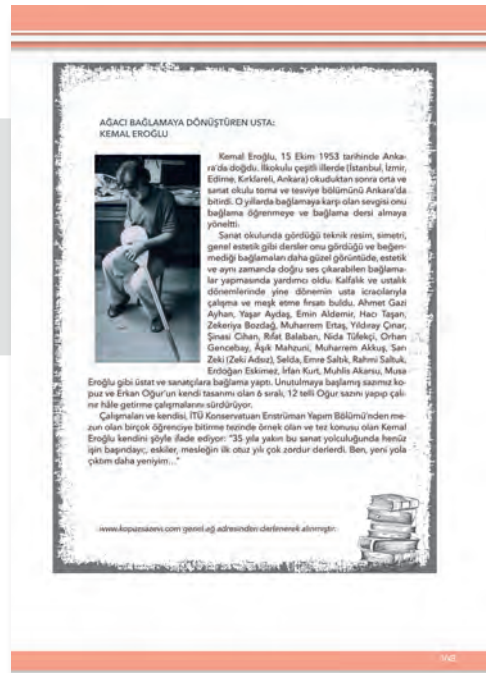 AĞACI BAĞLAMAYA DÖNÜŞTÜREN USTA:
KEMAL EROĞLU
Kemal Eroğlu, 15 Ekim 1953 tarihinde Anka-
ra'da doğdu. İlkokulu çeşitli illerde (İstanbul, İzmir,
Edirne, Kırklareli, Ankara) okuduktan sonra orta ve
sanat okulu torna ve tesviye bölümünü Ankara'da
bitirdi. O yıllarda bağlamaya karşı olan sevgisi onu
bağlama öğrenmeye ve bağlama dersi almaya
yöneltti.
Sanat okulunda gördüğü teknik resim, simetri,
genel estetik gibi dersler onu gördüğü ve beğen-
mediği bağlamaları daha güzel görüntüde, estetik
ve aynı zamanda doğru ses çıkarabilen bağlama-
lar yapmasında yardımcı oldu. Kalfalık ve ustalık
dönemlerinde yine dönemin usta icracılarıyla
çalışma ve meşk etme fırsatı buldu. Ahmet Gazi
Ayhan, Yaşar Aydaş, Emin Aldemir, Hacı Taşan,
Zekeriya Bozdağ, Muharrem Ertaş, Yıldıray Çınar,
Şinasi Cihan, Rıfat Balaban, Nida Tüfekçi, Orhan
Gencebay, Âşık Mahzuni, Muharrem Akkuş, Sarı
Zeki (Zeki Adsız), Selda, Emre Saltık, Rahmi Saltuk,
Erdoğan Eskimez, İrfan Kurt, Muhlis Akarsu, Musa
Eroğlu gibi üstat ve sanatçılara bağlama yaptı. Unutulmaya başlamış sazımız ko-
puz ve Erkan Oğur'un kendi tasarımı olan 6 sıralı, 12 telli Oğur sazını yapıp çalı-
nır hâle getirme çalışmalarını sürdürüyor.
Çalışmaları ve kendisi, İTÜ Konservatuarı Enstrüman Yapım Bölümü'nden me-
zun olan birçok öğrenciye bitirme tezinde örnek olan ve tez konusu olan Kemal
Eroğlu kendini şöyle ifade ediyor: "35 yıla yakın bu sanat yolculuğunda henüz
işin başındayız, eskiler, mesleğin ilk otuz yılı çok zordur derlerdi. Ben, yeni yola
çıktım daha yeniyim..."
www.kopuzsazevi.com genel ağ adresinden derlenerek alınmıştır.